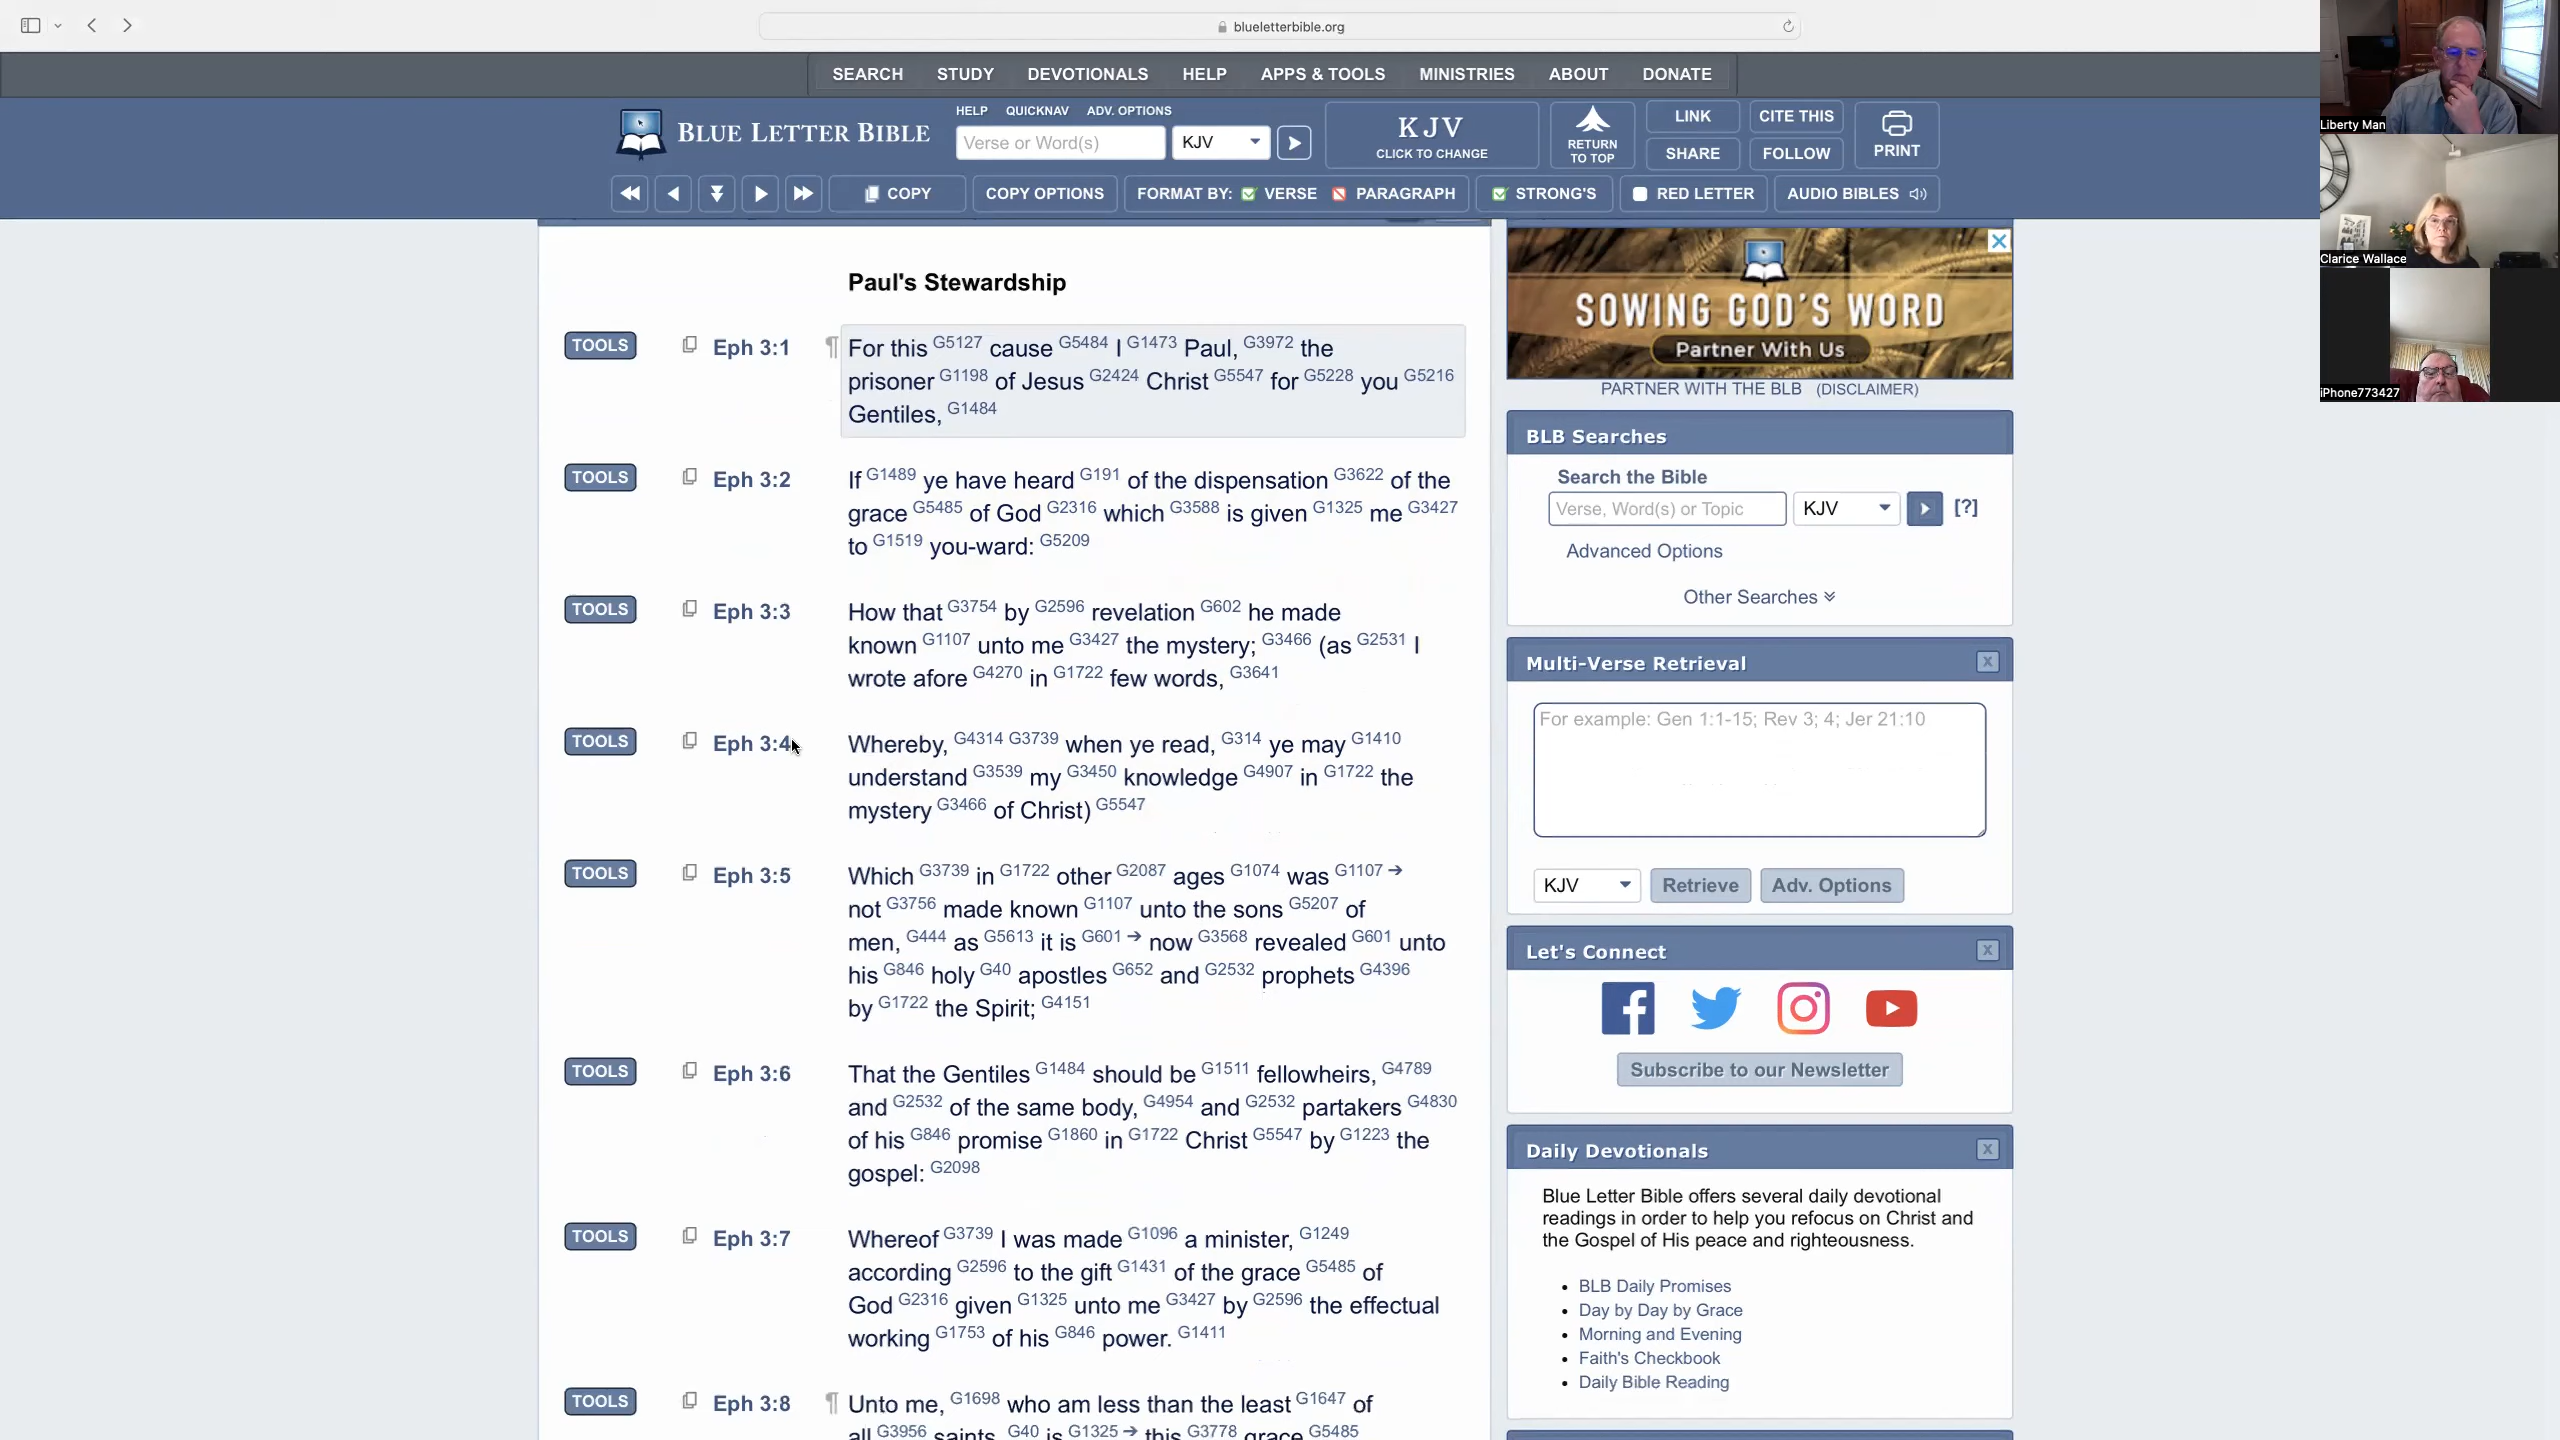 blueletterbible.org
SEARCH STUDY DEVOTIONALS HELP APPS & TOOLS MINISTRIES ABOUT DONATE
BLUE LETTER BIBLE
HELP QUICKNAV ADV. OPTIONS
Verse or Word(s) KJV
KJV
CLICK TO CHANGE
RETURN
TO TOP
LINK CITE THIS
SHARE FOLLOW
PRINT
COPY COPY OPTIONS FORMAT BY: VERSE PARAGRAPH STRONG'S RED LETTER AUDIO BIBLES
Paul's Stewardship
TOOLS Eph 3:1 ¶ For this G5127 cause G5484 I G1473 Paul, G3972 the
prisoner G1198 of Jesus G2424 Christ G5547 for G5228 you G5216
Gentiles, G1484
TOOLS Eph 3:2 If G1489 ye have heard G191 of the dispensation G3622 of the
grace G5485 of God G2316 which G3588 is given G1325 me G3427
to G1519 you-ward: G5209
TOOLS Eph 3:3 How that G3754 by G2596 revelation G602 he made
known G1107 unto me G3427 the mystery; G3466 (as G2531 I
wrote afore G4270 in G1722 few words, G3641
TOOLS Eph 3:4 Whereby, G4314 G3739 when ye read, G314 ye may G1410
understand G3539 my G3450 knowledge G4907 in G1722 the
mystery G3466 of Christ) G5547
TOOLS Eph 3:5 Which G3739 in G1722 other G2087 ages G1074 was G1107 ➔
not G3756 made known G1107 unto the sons G5207 of
men, G444 as G5613 it is G601 ➔ now G3568 revealed G601 unto
his G846 holy G40 apostles G652 and G2532 prophets G4396
by G1722 the Spirit; G4151
TOOLS Eph 3:6 That the Gentiles G1484 should be G1511 fellowheirs, G4789
and G2532 of the same body, G4954 and G2532 partakers G4830
of his G846 promise G1860 in G1722 Christ G5547 by G1223 the
gospel: G2098
TOOLS Eph 3:7 Whereof G3739 I was made G1096 a minister, G1249
according G2596 to the gift G1431 of the grace G5485 of
God G2316 given G1325 unto me G3427 by G2596 the effectual
working G1753 of his G846 power. G1411
TOOLS Eph 3:8 ¶ Unto me, G1698 who am less than the least G1647 of
all G3956 saints, G40 is G1325 ➔ this G3778 grace G5485
SOWING GOD'S WORD
Partner With Us
PARTNER WITH THE BLB (DISCLAIMER)
BLB Searches
Search the Bible
Verse, Word(s) or Topic KJV [?]
Advanced Options
Other Searches
Multi-Verse Retrieval X
For example: Gen 1:1-15; Rev 3; 4; Jer 21:10
KJV Retrieve Adv. Options
Let's Connect X
Subscribe to our Newsletter
Daily Devotionals X
Blue Letter Bible offers several daily devotional
readings in order to help you refocus on Christ and
the Gospel of His peace and righteousness.
• BLB Daily Promises
• Day by Day by Grace
• Morning and Evening
• Faith's Checkbook
• Daily Bible Reading
Liberty Man
Clarice Wallace
iPhone773427